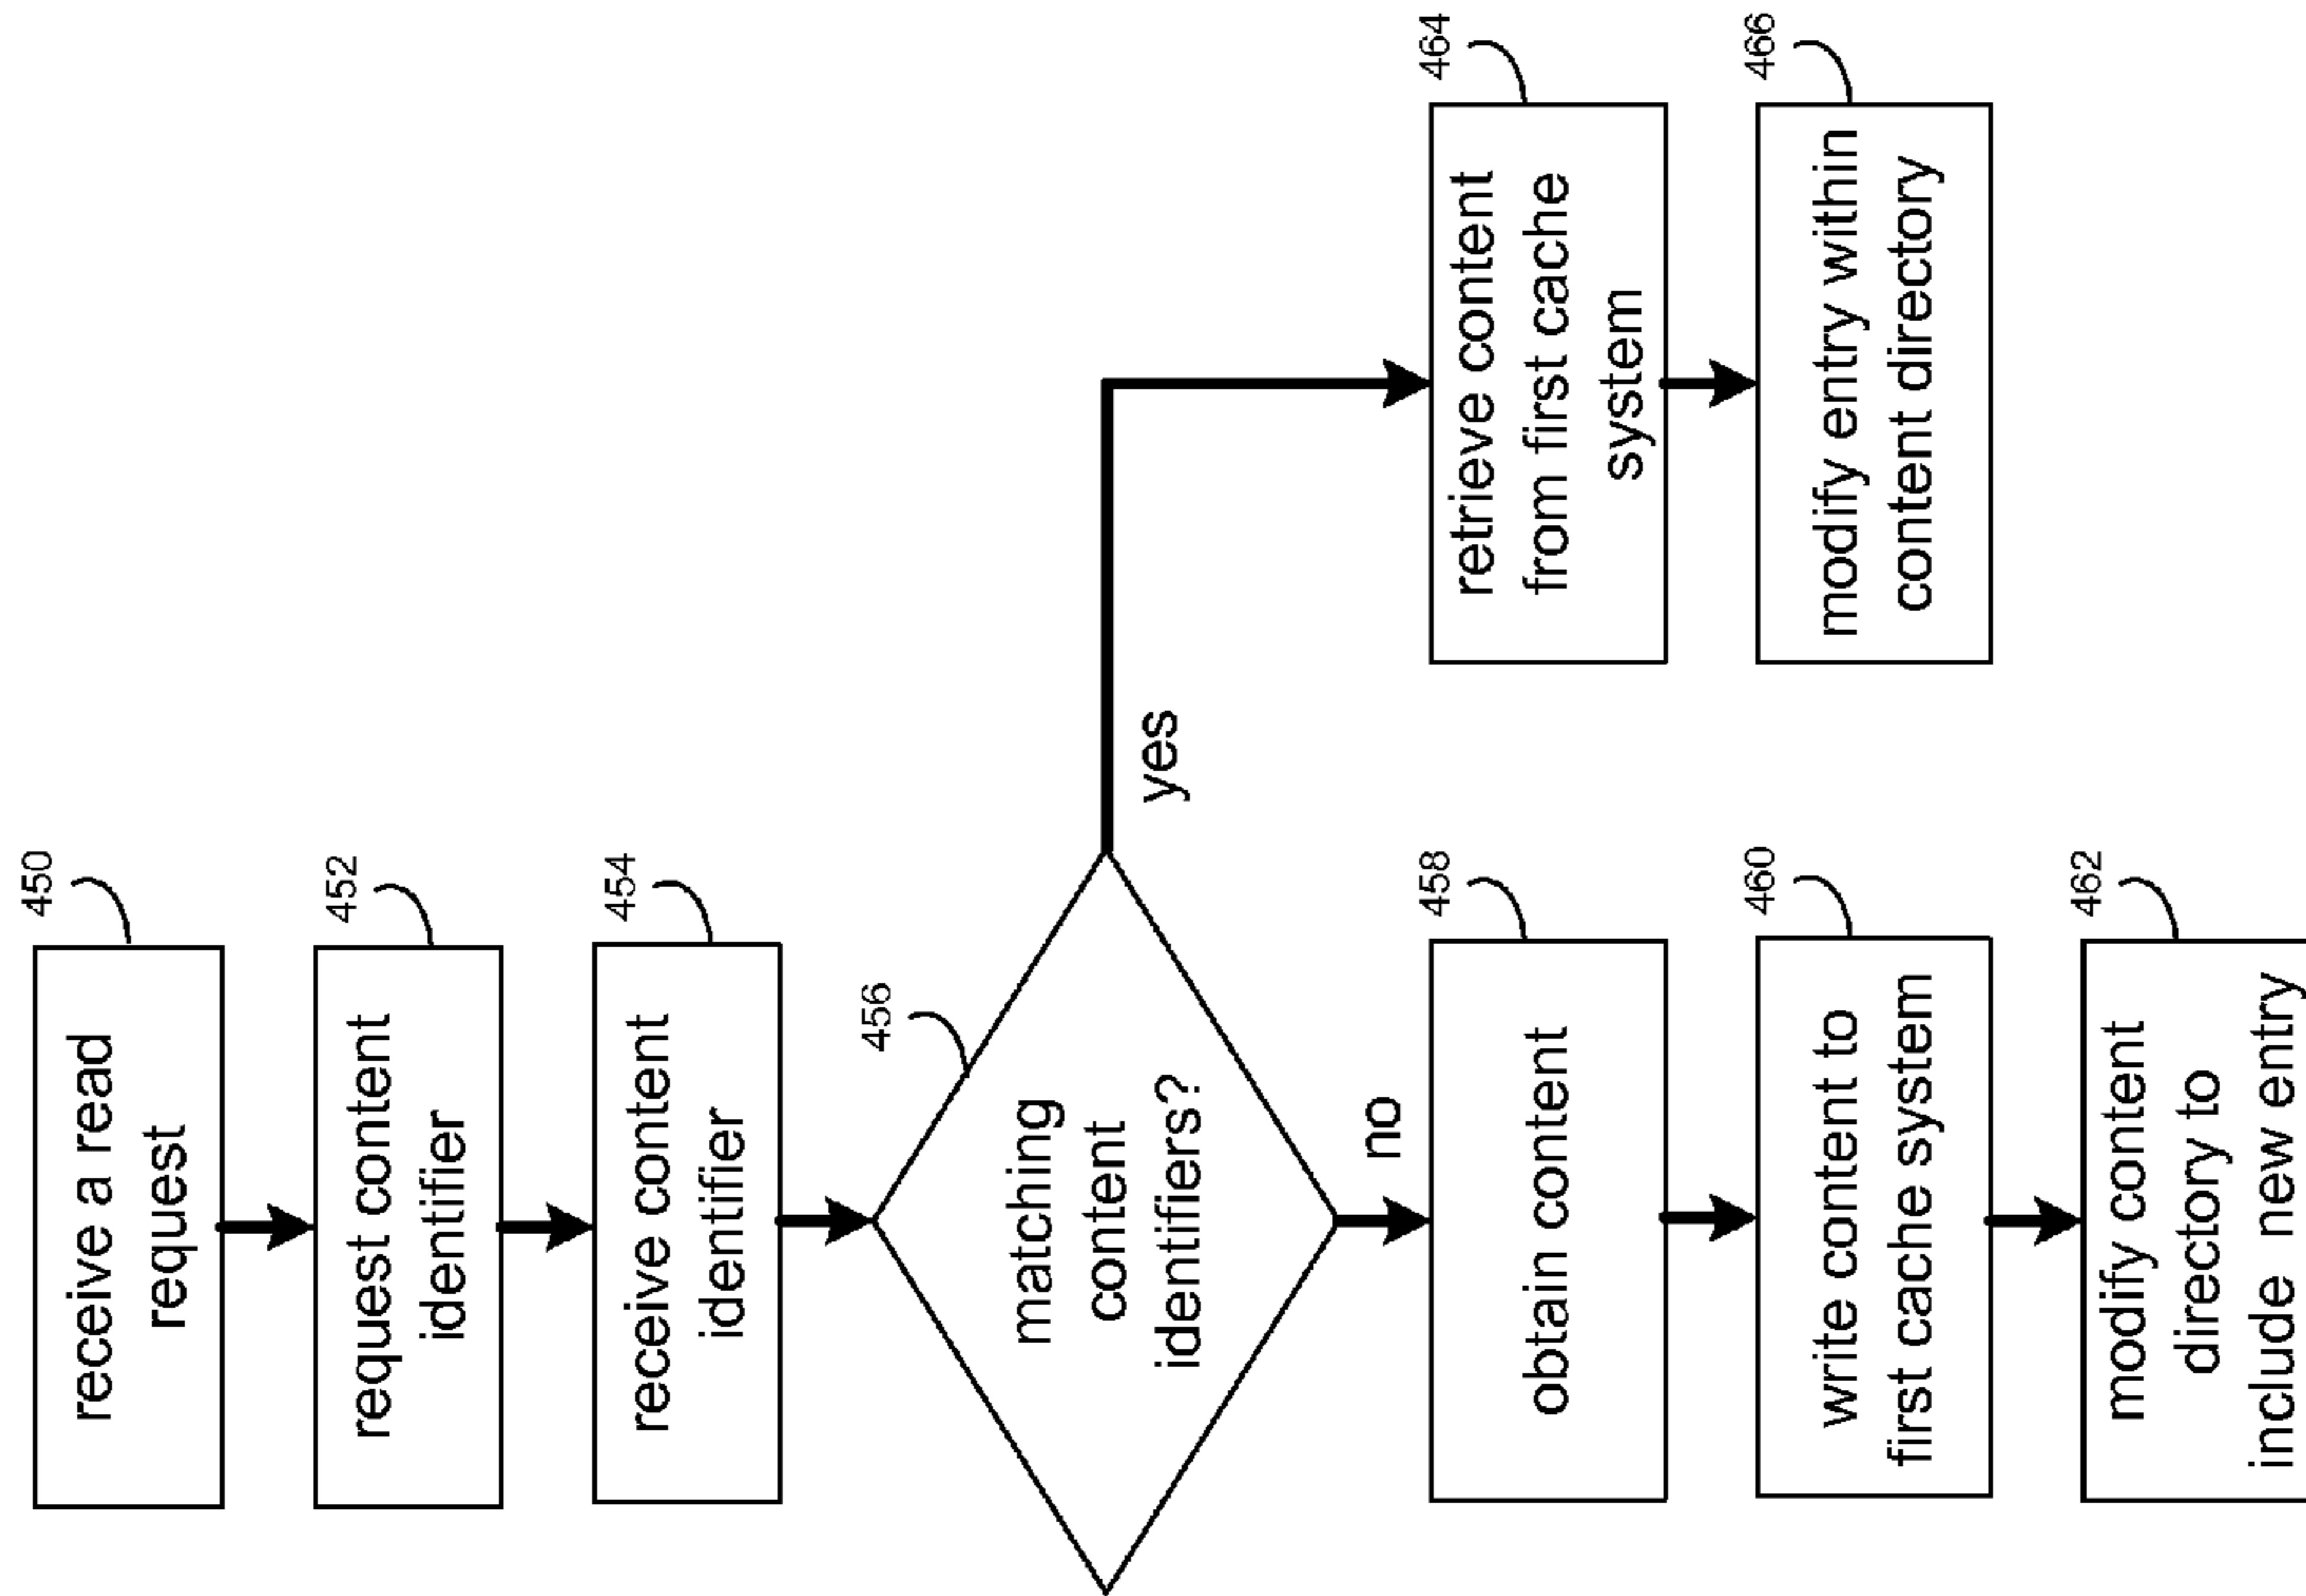 450
receive a read
request
452
request content
identifier
454
receive content
identifier
456
matching
content
identifiers?
yes
no
458
obtain content
460
write content to
first cache system
462
modify content
directory to
include new entry
464
retrieve content
from first cache
system
466
modify entry within
content directory